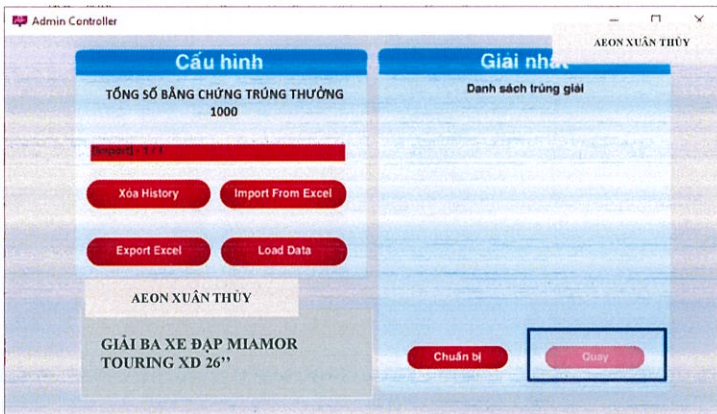 Admin Controller
AEON XUÂN THỦY
Cấu hình
TỔNG SỐ BẰNG CHỨNG TRÚNG THƯỞNG
1000
Xóa History
Import From Excel
Export Excel
Load Data
AEON XUÂN THỦY
GIẢI BA XE ĐẠP MIAMOR
TOURING XD 26’’
Giải nhất
Danh sách trúng giải
Chuẩn bị
Quay